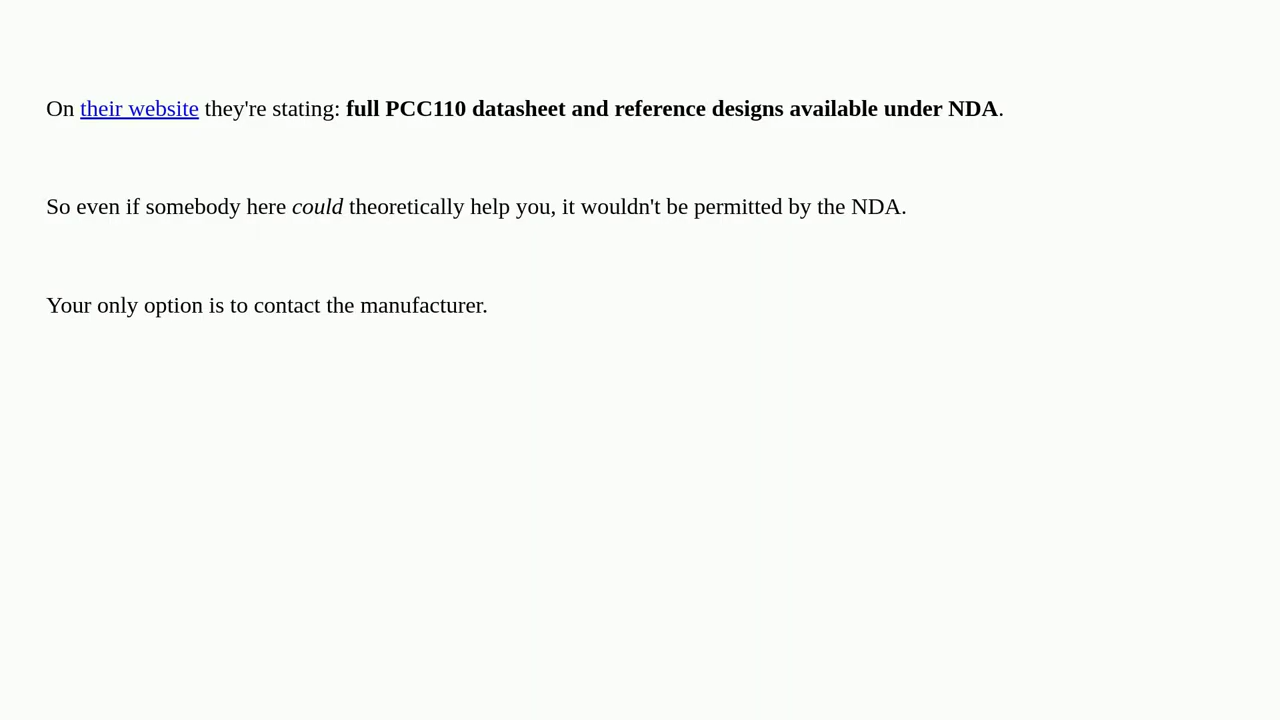 On their website they're stating: full PCC110 datasheet and reference designs available under NDA.
So even if somebody here could theoretically help you, it wouldn't be permitted by the NDA.
Your only option is to contact the manufacturer.